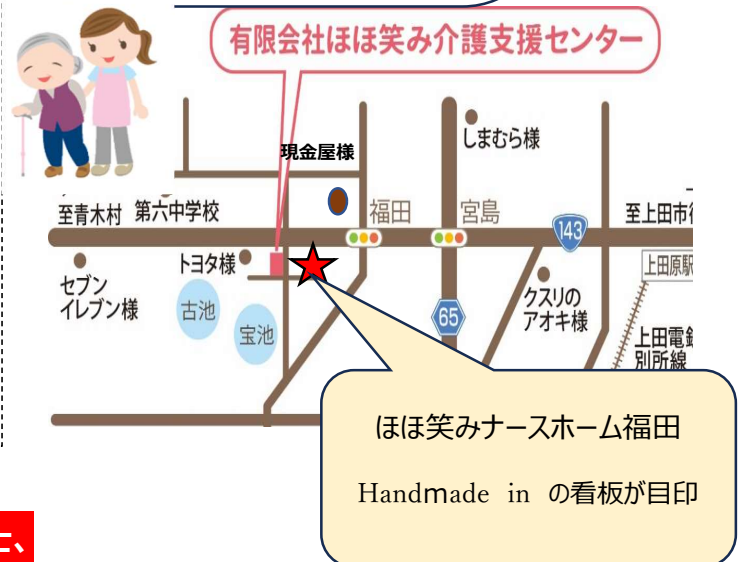 有限会社ほほ笑み介護支援センター
しまむら様
現金屋様
至青木村
第六中学校
福田
宮島
143
至上田市
トヨタ様
上田原駅
セブン
イレブン様
古池
宝池
65
クスリの
アオキ様
上田電鉄
別所線
ほほ笑みナースホーム福田
Handmade in の看板が目印
に、